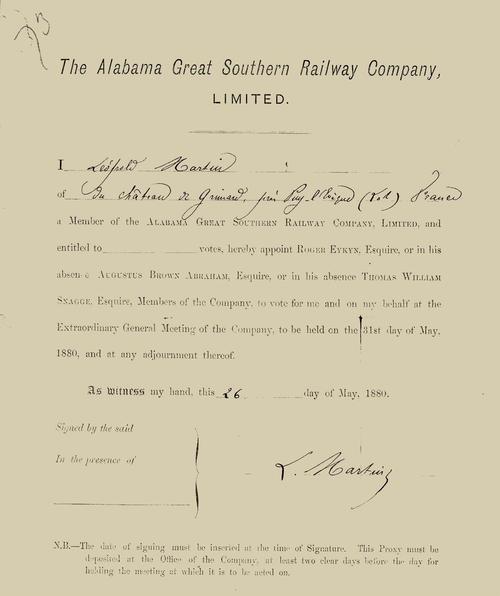 The Alabama Great Southern Railway Company,
LIMITED.
I Léopold Martin
of Du château de Grimard, près Puy l'Evêque (Lot) France
a Member of the ALABAMA GREAT SOUTHERN RAILWAY COMPANY, LIMITED, and
entitled to votes, hereby appoint ROGER EYKYN, Esquire, or in his
absence AUGUSTUS BROWN ABRAHAM, Esquire, or in his absence THOMAS WILLIAM
SNAGGE, Esquire, Members of the Company, to vote for me and on my behalf at the
Extraordinary General Meeting of the Company, to be held on the 31st day of May,
1880, and at any adjournment thereof.
As witness my hand, this 26 day of May, 1880.
Signed by the said
In the presence of
L. Martin
N.B.—The date of signing must be inserted at the time of Signature. This Proxy must be
deposited at the Office of the Company, at least two clear days before the day for
holding the meeting at which it is to be acted on.